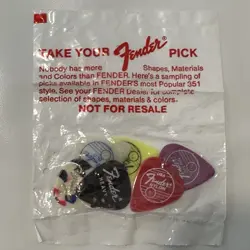 TAKE YOUR Fender PICK
Nobody has more Shapes, Materials
and Colors than FENDER. Here's a sampling of
picks available in FENDER's most Popular 351
style. See your FENDER Dealer for complete
selection of shapes, materials & colors.
NOT FOR RESALE
Fender
Fender